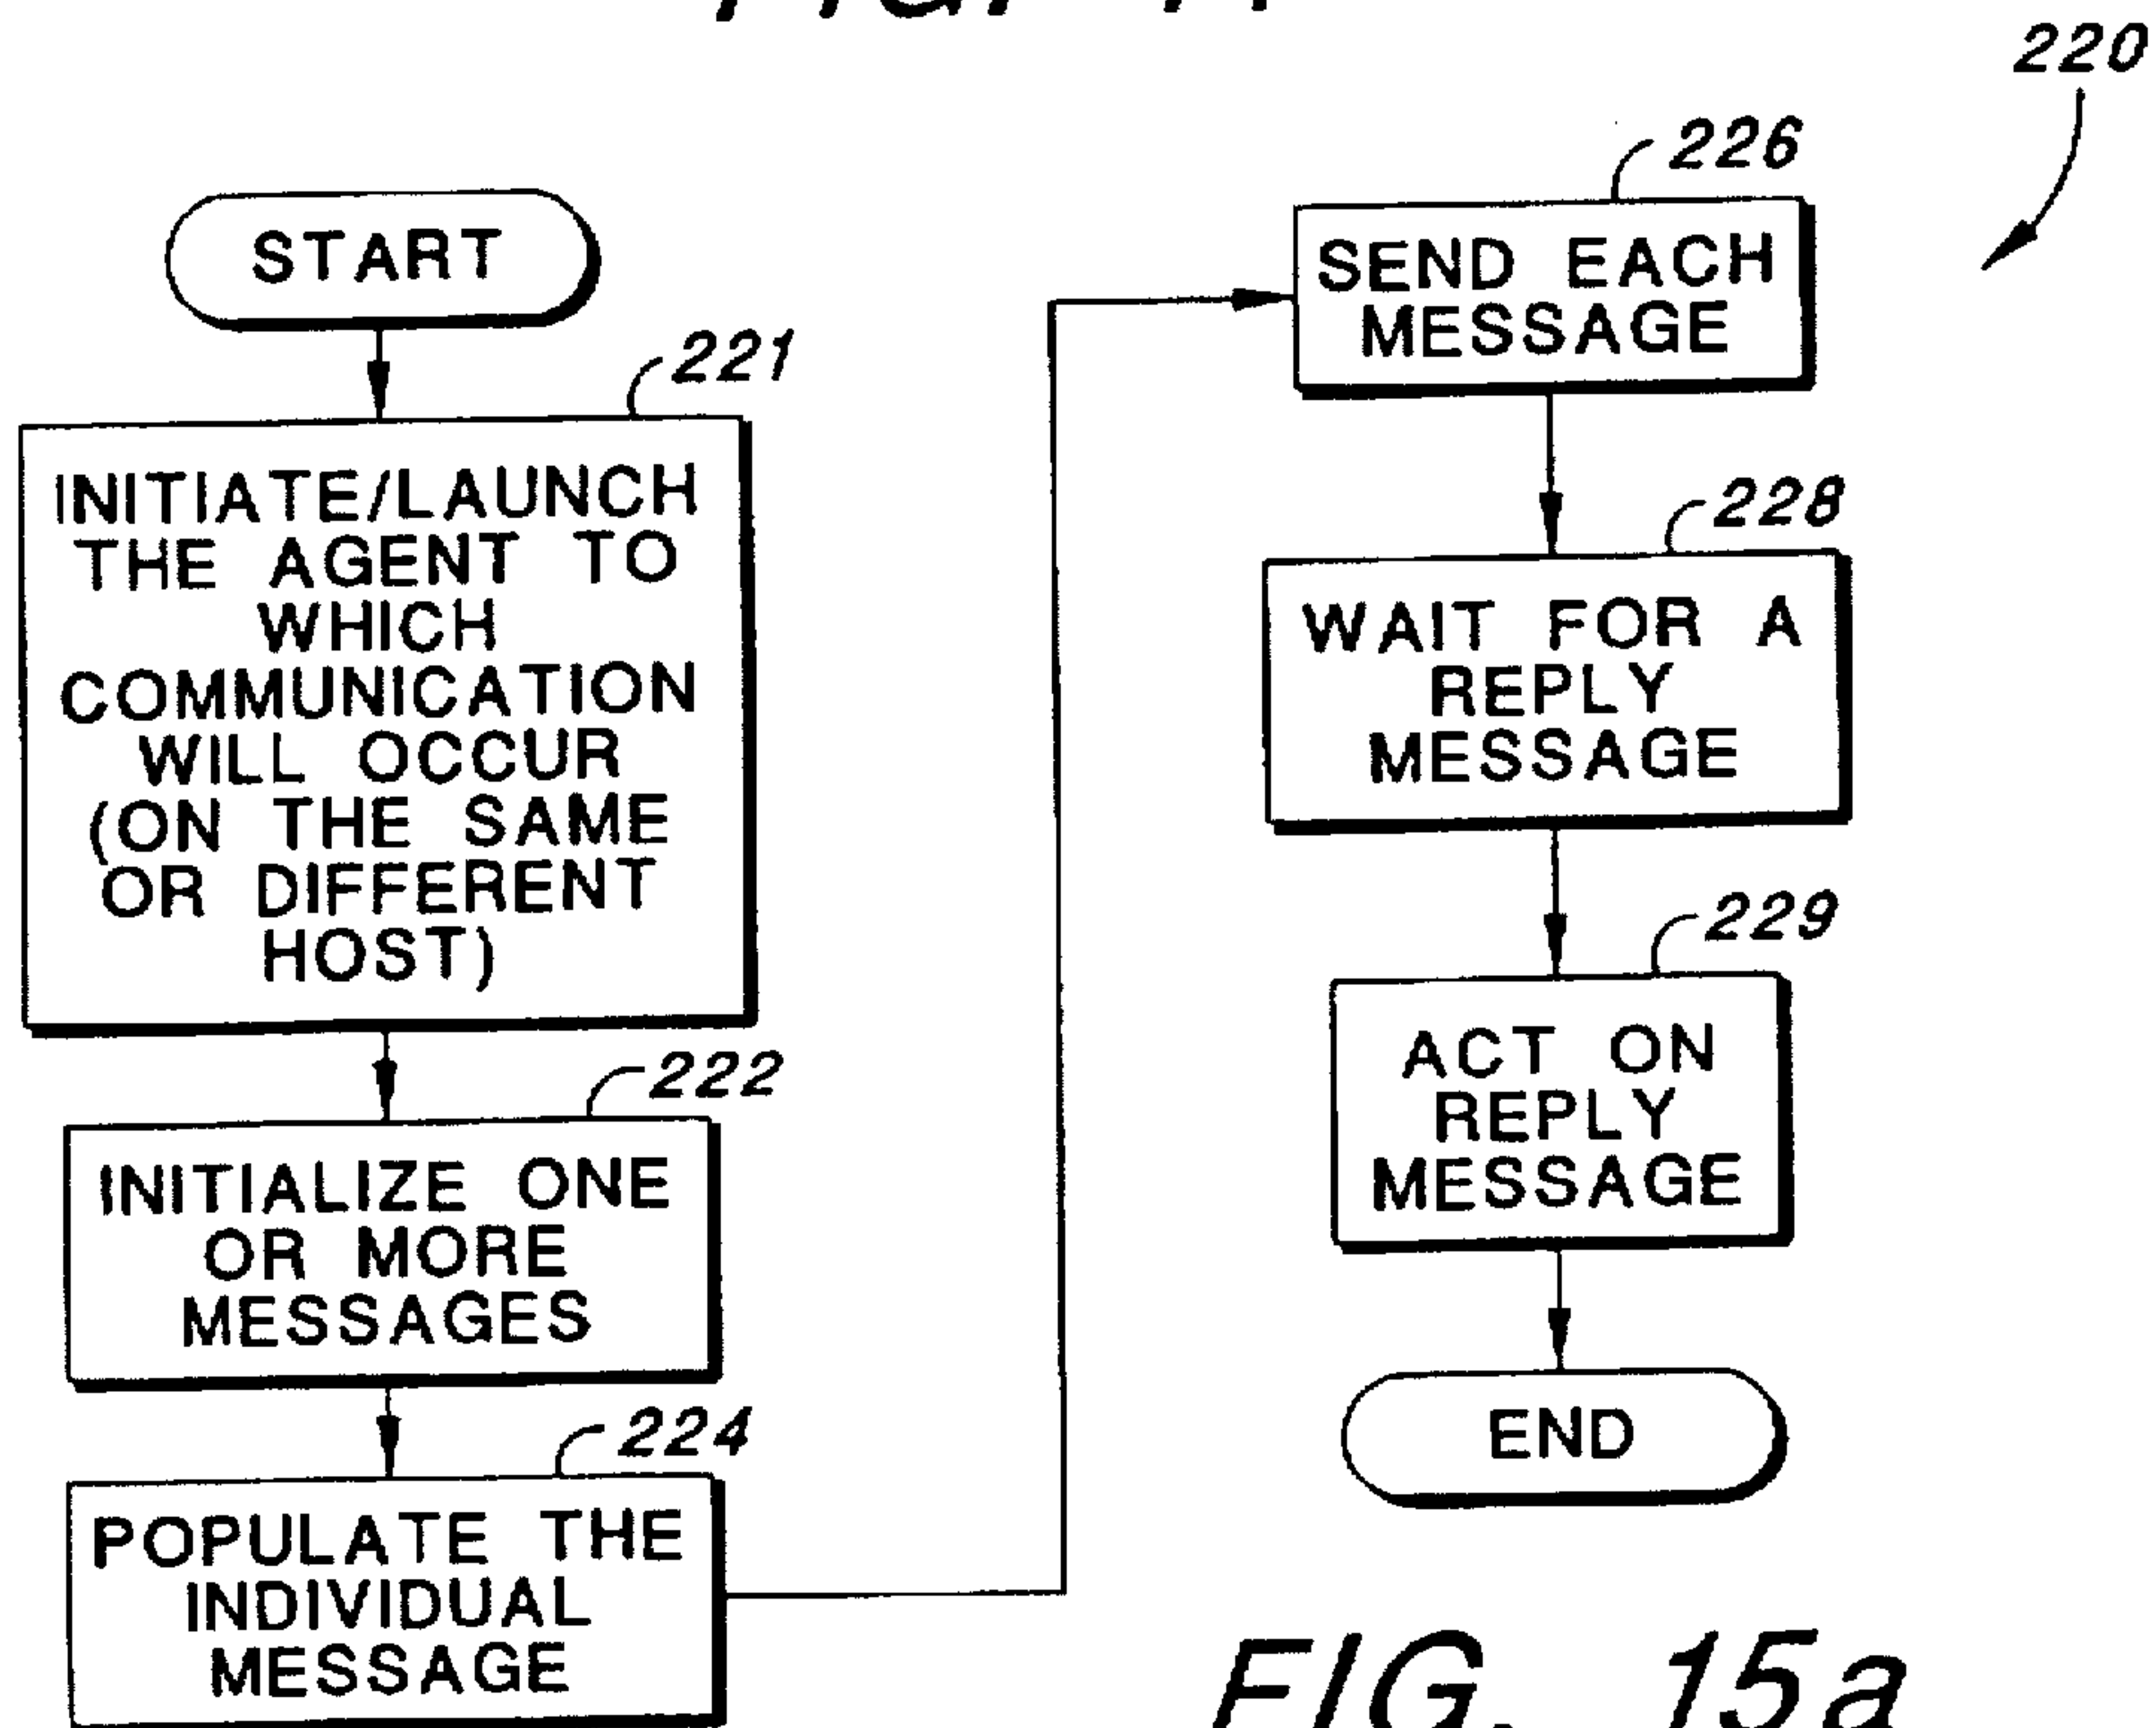 220
START
221
INITIATE/LAUNCH
THE AGENT TO
WHICH
COMMUNICATION
WILL OCCUR
(ON THE SAME
OR DIFFERENT
HOST)
222
INITIALIZE ONE
OR MORE
MESSAGES
224
POPULATE THE
INDIVIDUAL
MESSAGE
226
SEND EACH
MESSAGE
228
WAIT FOR A
REPLY
MESSAGE
229
ACT ON
REPLY
MESSAGE
END
FIG. 15a